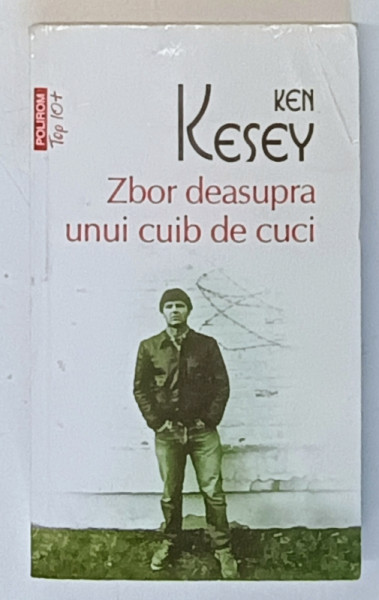 POLIROM
Top 10+
KEN
KESEY
Zbor deasupra
unui cuib de cuci